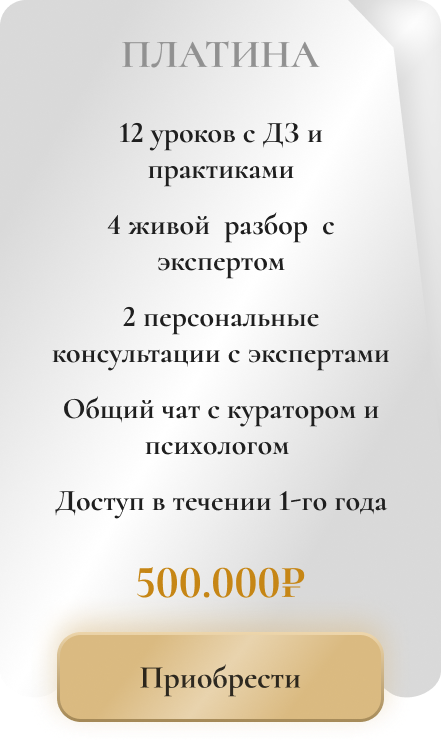 ПЛАТИНА
12 уроков с ДЗ и
практиками
4 живой разбор с
экспертом
2 персональные
консультации с экспертами
Общий чат с куратором и
психологом
Доступ в течении 1-го года
500.000₽
Приобрести